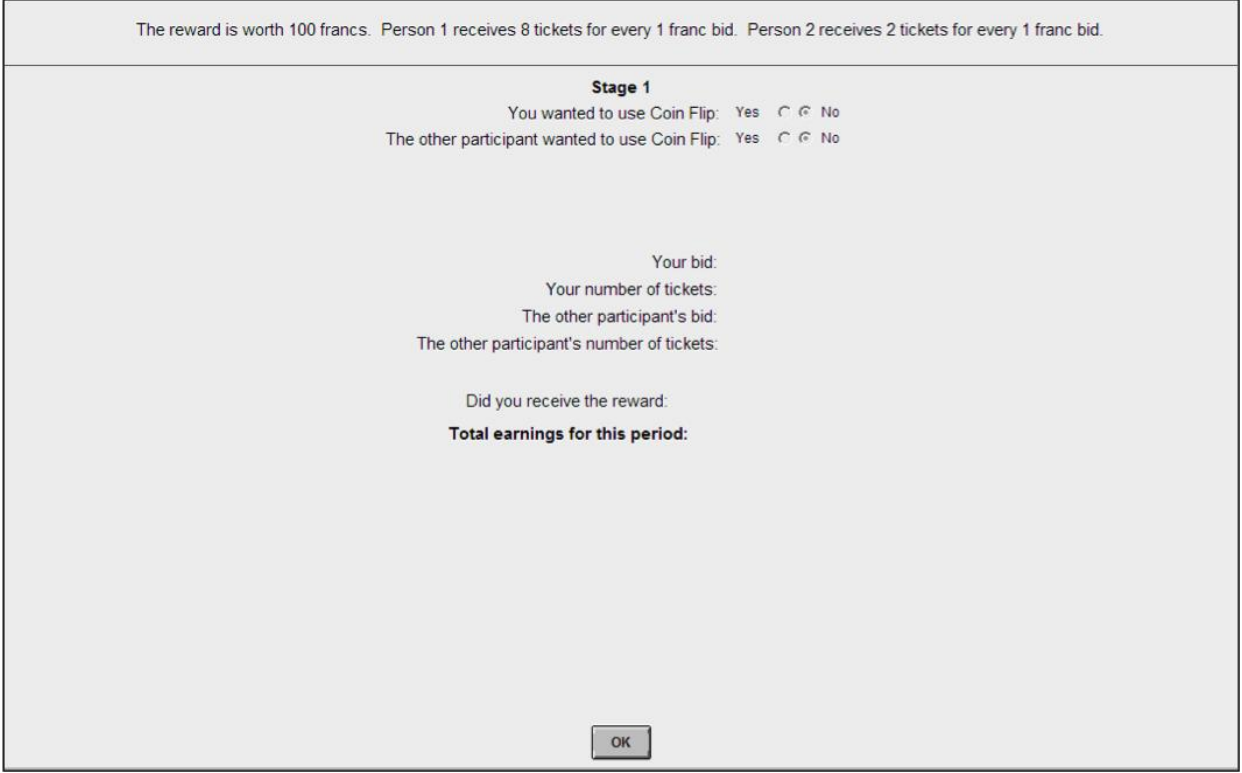 The reward is worth 100 francs. Person 1 receives 8 tickets for every 1 franc bid. Person 2 receives 2 tickets for every 1 franc bid.
Stage 1
You wanted to use Coin Flip: Yes No
The other participant wanted to use Coin Flip: Yes No
Your bid:
Your number of tickets:
The other participant's bid:
The other participant's number of tickets:
Did you receive the reward:
Total earnings for this period:
OK